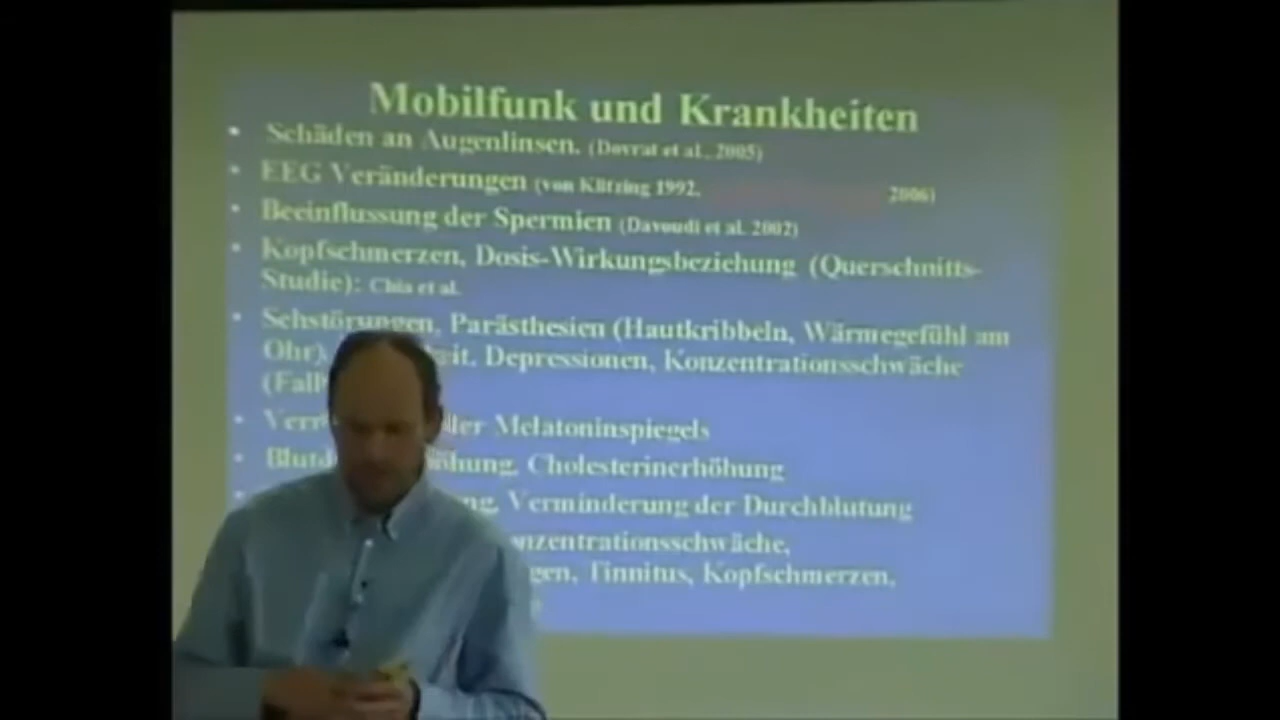 Mobilfunk und Krankheiten
• Schäden an Augenlinsen. (Dovrat et al., 2005)
• EEG Veränderungen (von Klitzing 1992, 2006)
• Beeinflussung der Spermien (Davoudi et al. 2002)
• Kopfschmerzen, Dosis-Wirkungsbeziehung (Querschnitts-
Studie): Chia et al.
• Sehstörungen, Parästhesien (Hautkribbeln, Wärmegefühl am
Ohr), Depressionen, Konzentrationsschwäche
• Melatoninspiegels
• Cholesterinerhöhung
Verminderung der Durchblutung
Tinnitus, Kopfschmerzen,